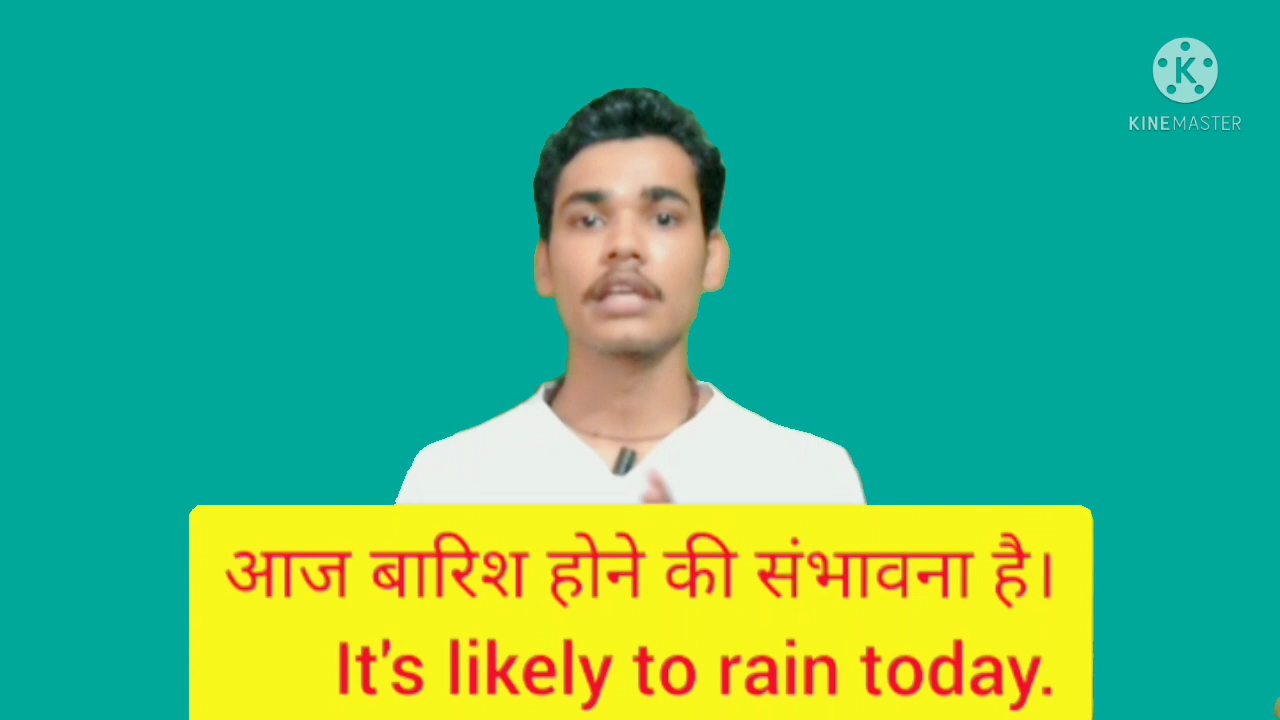 KINEMASTER
आज बारिश होने की संभावना है।
It's likely to rain today.